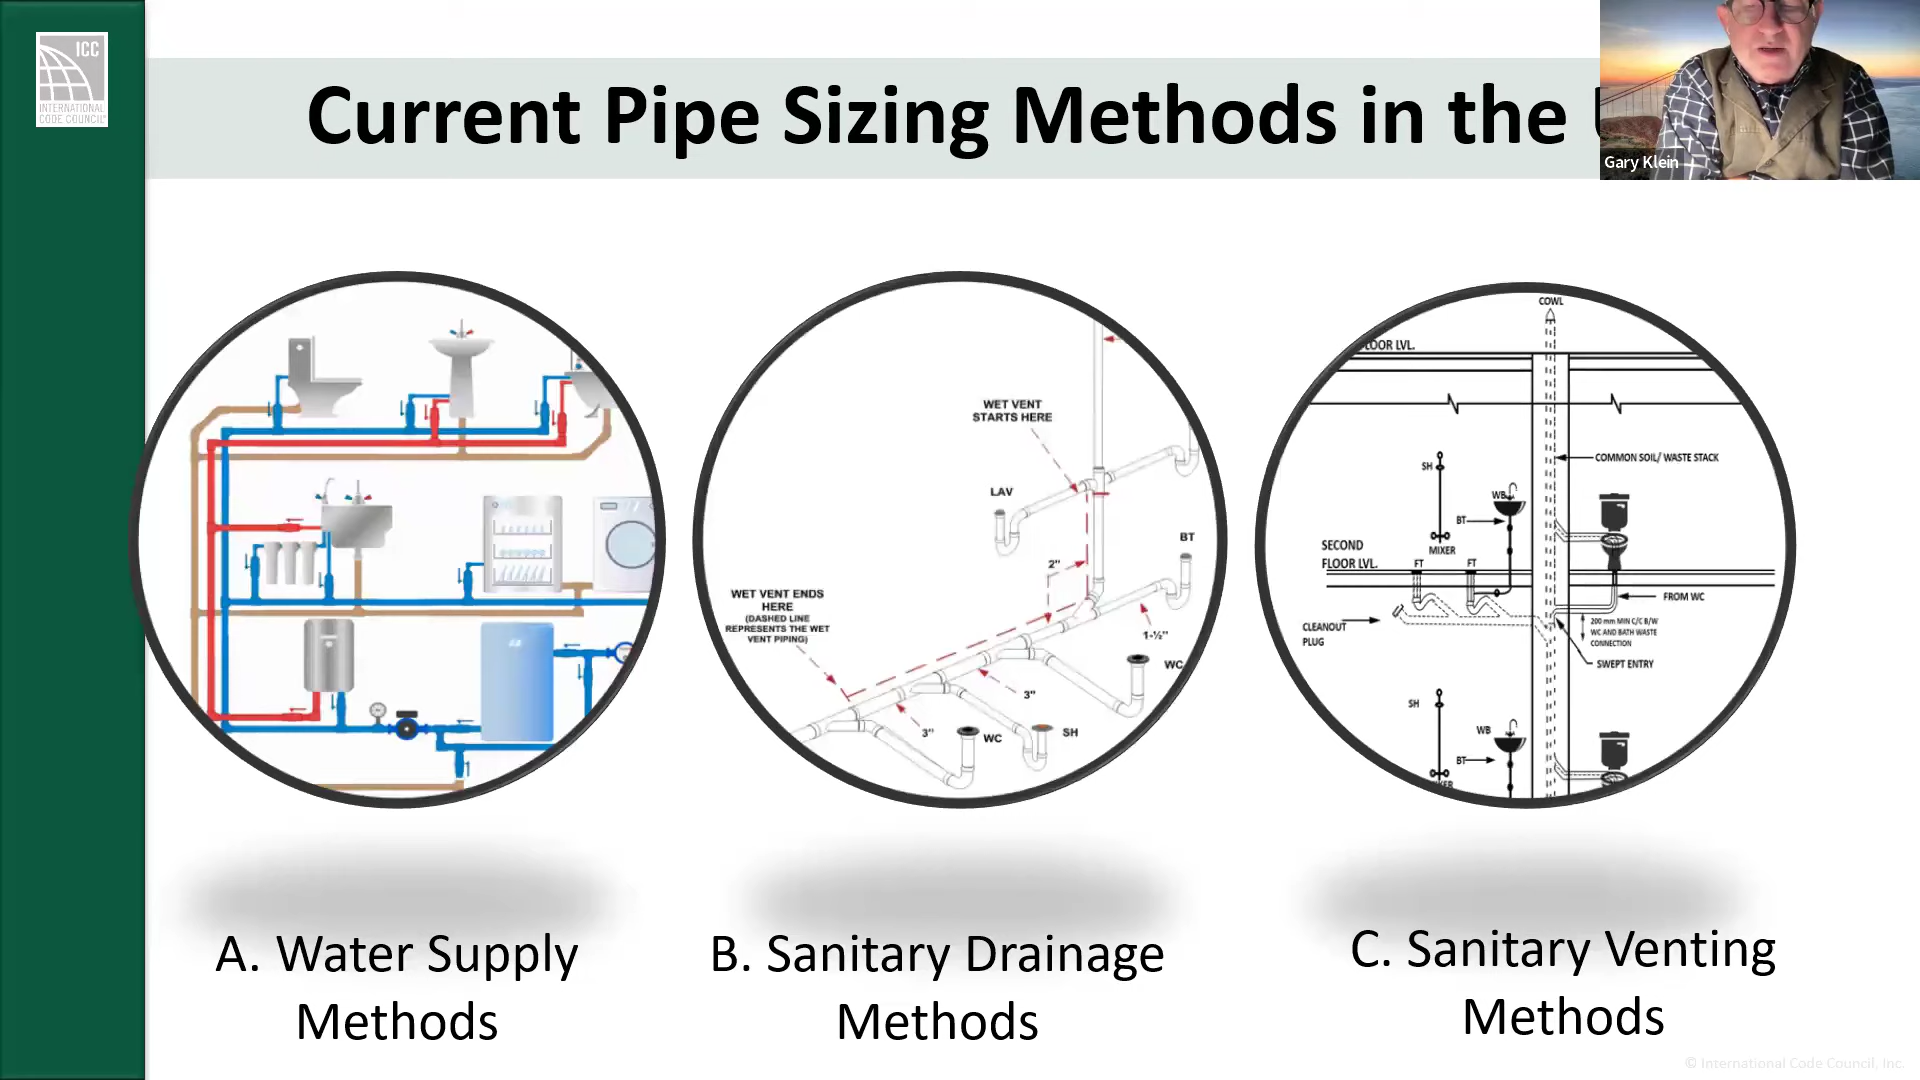 ICC
INTERNATIONAL
CODE COUNCIL
Current Pipe Sizing Methods in the
Gary Klein
WET VENT
STARTS HERE
LAV
BT
2"
WET VENT ENDS
HERE
(DASHED LINE
REPRESENTS THE WET
VENT PIPING)
1-½"
WC
3"
3"
WC
SH
COWL
FLOOR LVL.
COMMON SOIL/ WASTE STACK
SH
WB
BT
MIXER
SECOND
FLOOR LVL.
FT
FT
FROM WC
CLEANOUT
PLUG
200 mm MIN C/C B/W
WC AND BATH WASTE
CONNECTION
SWEPT ENTRY
SH
WB
BT
A. Water Supply
Methods
B. Sanitary Drainage
Methods
C. Sanitary Venting
Methods
© International Code Council, Inc.